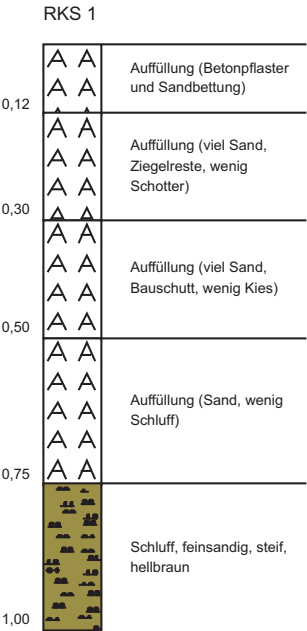 RKS 1
Auffüllung (Betonpflaster
und Sandbettung)
0,12
Auffüllung (viel Sand,
Ziegelreste, wenig
Schotter)
0,30
Auffüllung (viel Sand,
Bauschutt, wenig Kies)
0,50
Auffüllung (Sand, wenig
Schluff)
0,75
Schluff, feinsandig, steif,
hellbraun
1,00